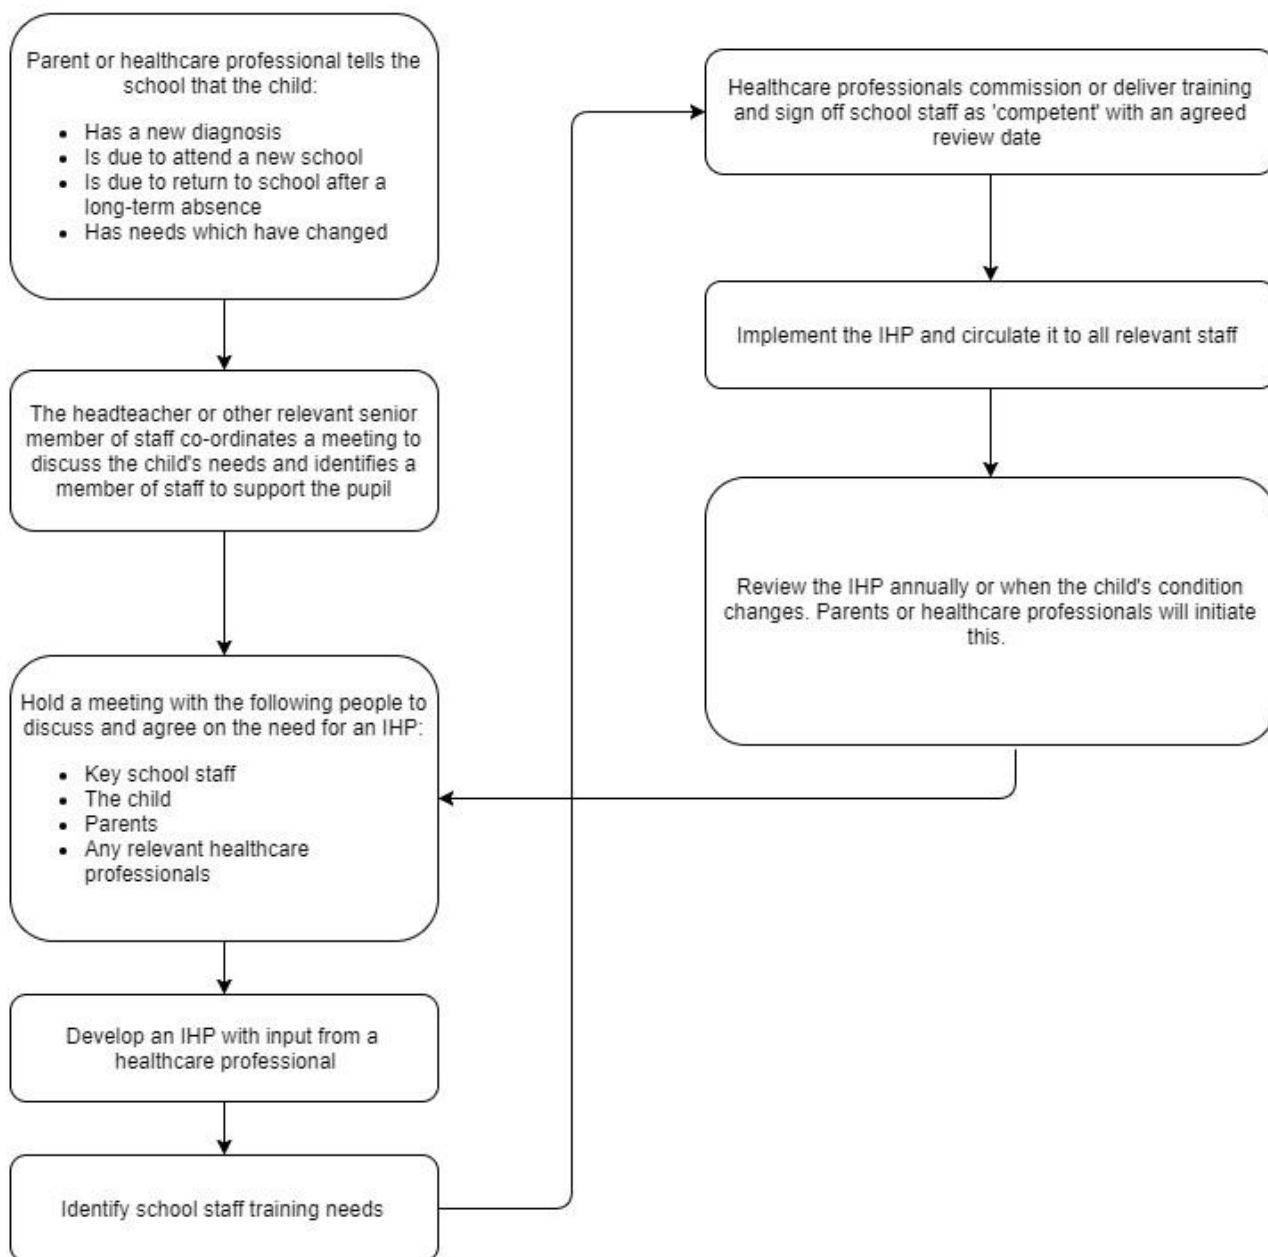 Parent or healthcare professional tells the
school that the child:
• Has a new diagnosis
• Is due to attend a new school
• Is due to return to school after a
long-term absence
• Has needs which have changed
The headteacher or other relevant senior
member of staff co-ordinates a meeting to
discuss the child's needs and identifies a
member of staff to support the pupil
Hold a meeting with the following people to
discuss and agree on the need for an IHP:
• Key school staff
• The child
• Parents
• Any relevant healthcare
professionals
Develop an IHP with input from a
healthcare professional
Identify school staff training needs
Healthcare professionals commission or deliver training
and sign off school staff as 'competent' with an agreed
review date
Implement the IHP and circulate it to all relevant staff
Review the IHP annually or when the child's condition
changes. Parents or healthcare professionals will initiate
this.